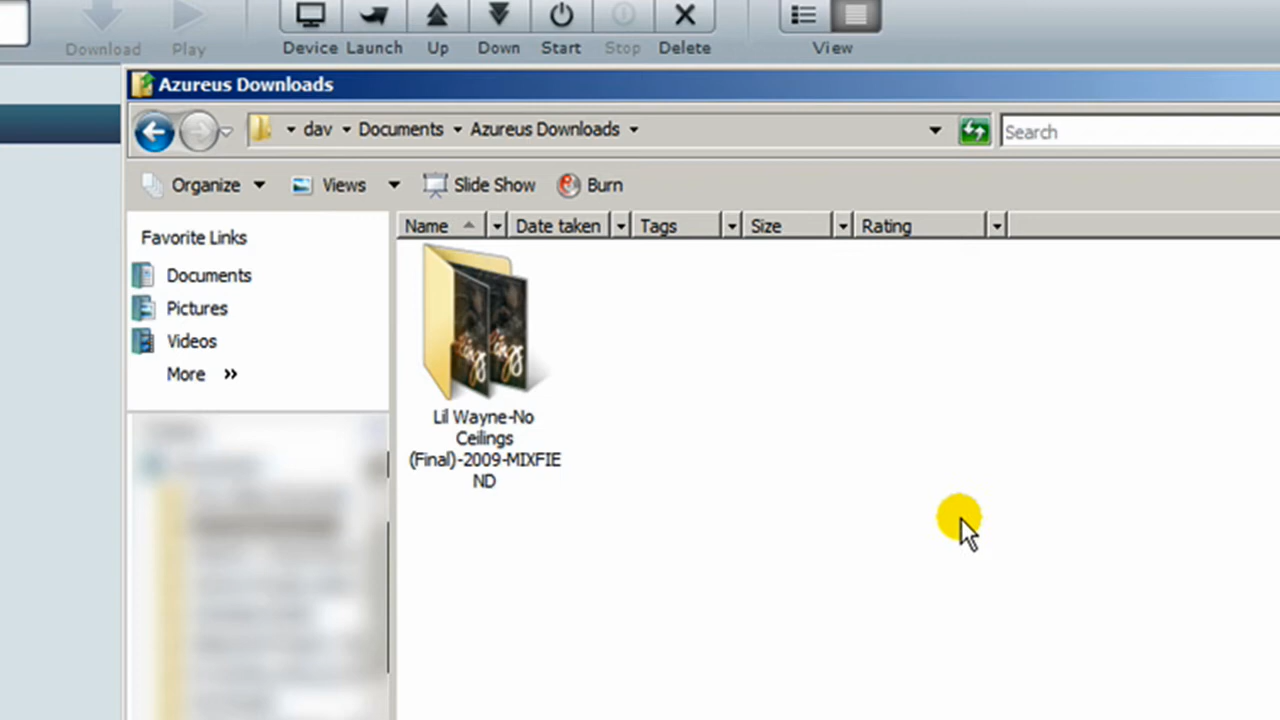 Download Play Device Launch Up Down Start Stop Delete View
Azureus Downloads
dav Documents Azureus Downloads Search
Organize Views Slide Show Burn
Favorite Links
Documents
Pictures
Videos
More
Name Date taken Tags Size Rating
Lil Wayne-No
Ceilings
(Final)-2009-MIXFIE
ND